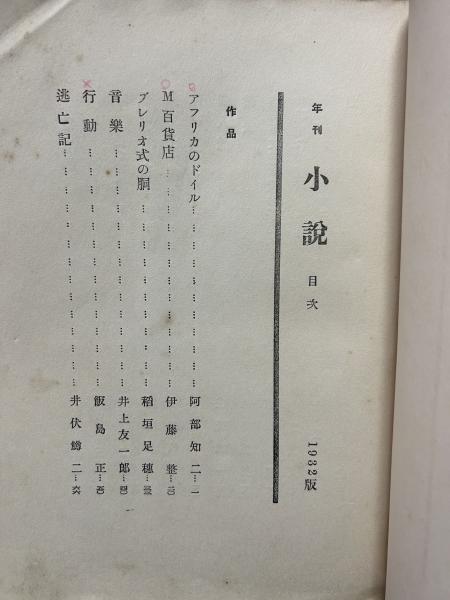 年刊 小說 目次 1932版
作品
アフリカのドイル…………………阿部知二…一
M百貨店…………………伊藤整
ブレリオ式の胴…………………稻垣足穗
音樂…………………井上友一郎
行動…………………飯島正
逃亡記…………………井伏鱒二